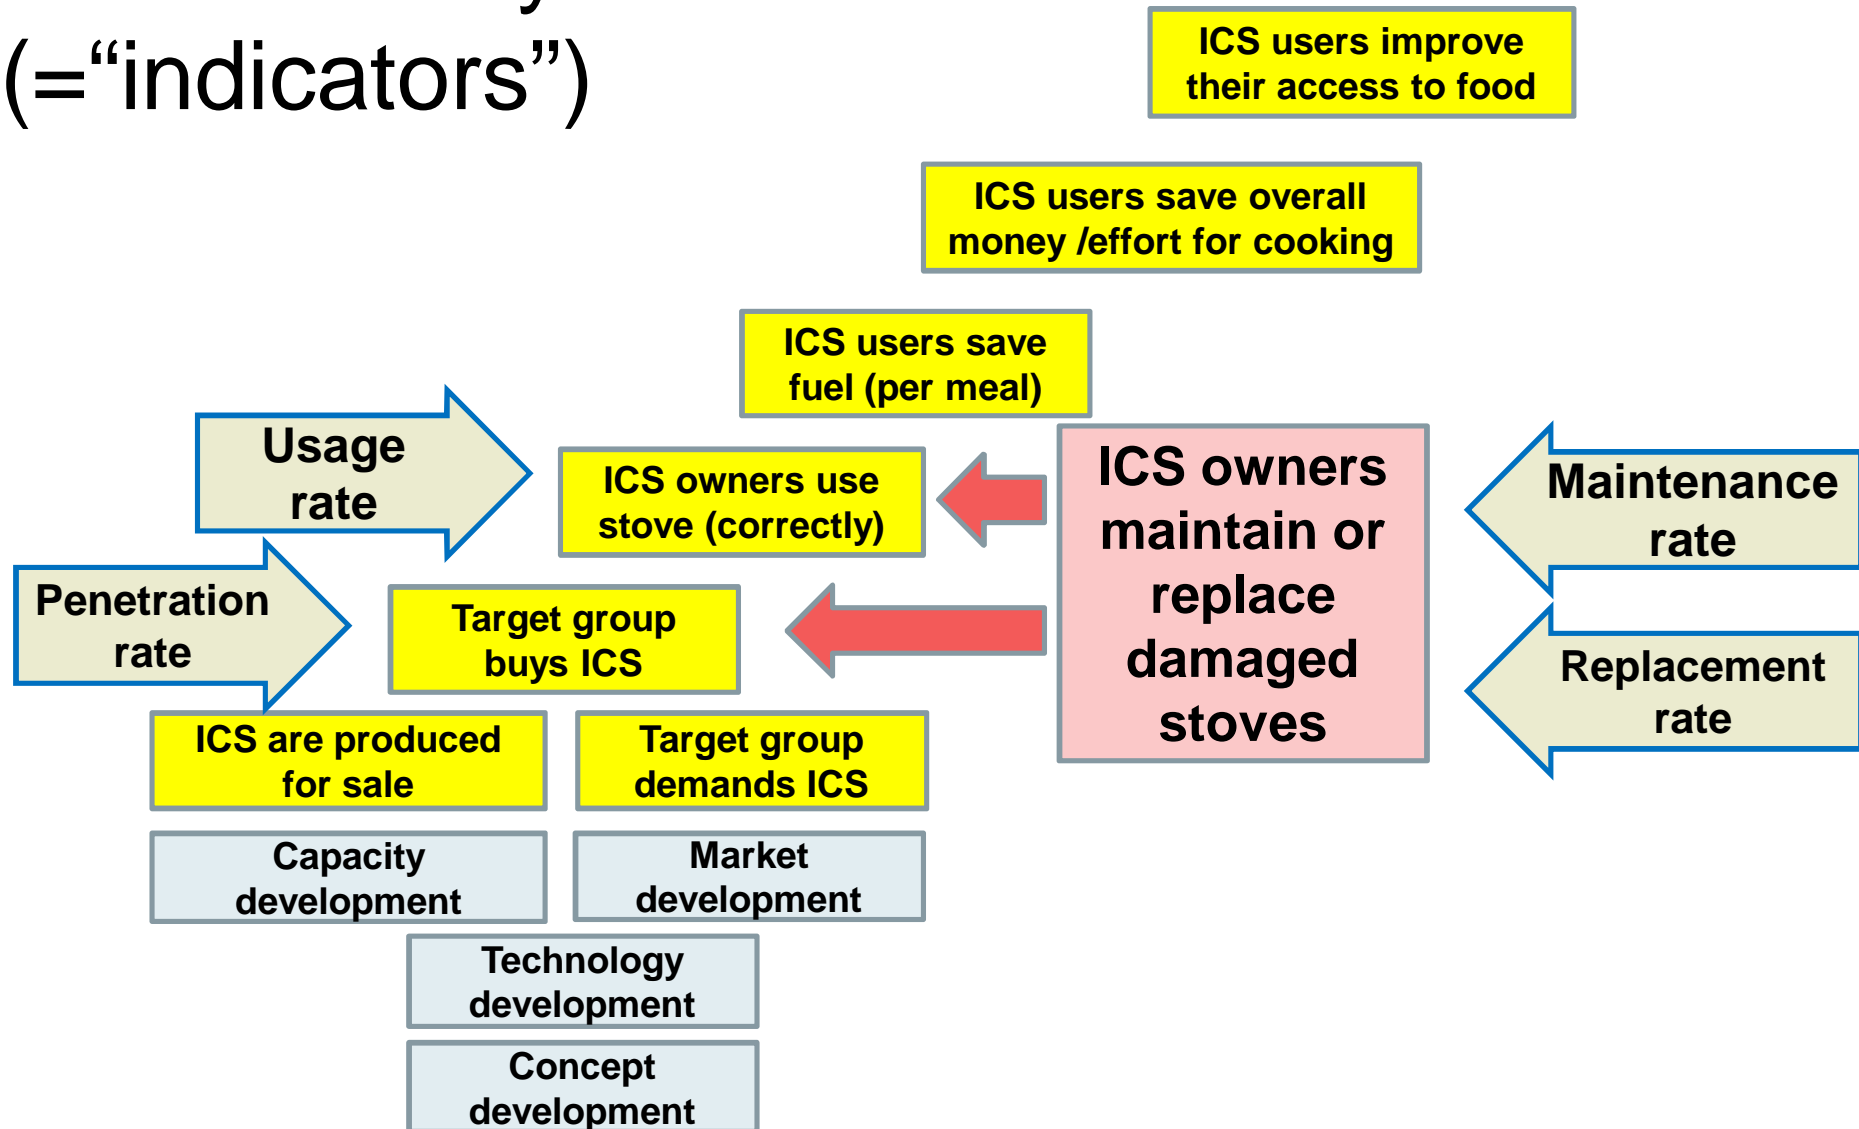 (=“indicators”)
ICS users improve
their access to food
ICS users save overall
money /effort for cooking
ICS users save
fuel (per meal)
Usage
rate
ICS owners use
stove (correctly)
ICS owners
maintain or
replace
damaged
stoves
Maintenance
rate
Penetration
rate
Target group
buys ICS
Replacement
rate
ICS are produced
for sale
Target group
demands ICS
Capacity
development
Market
development
Technology
development
Concept
development